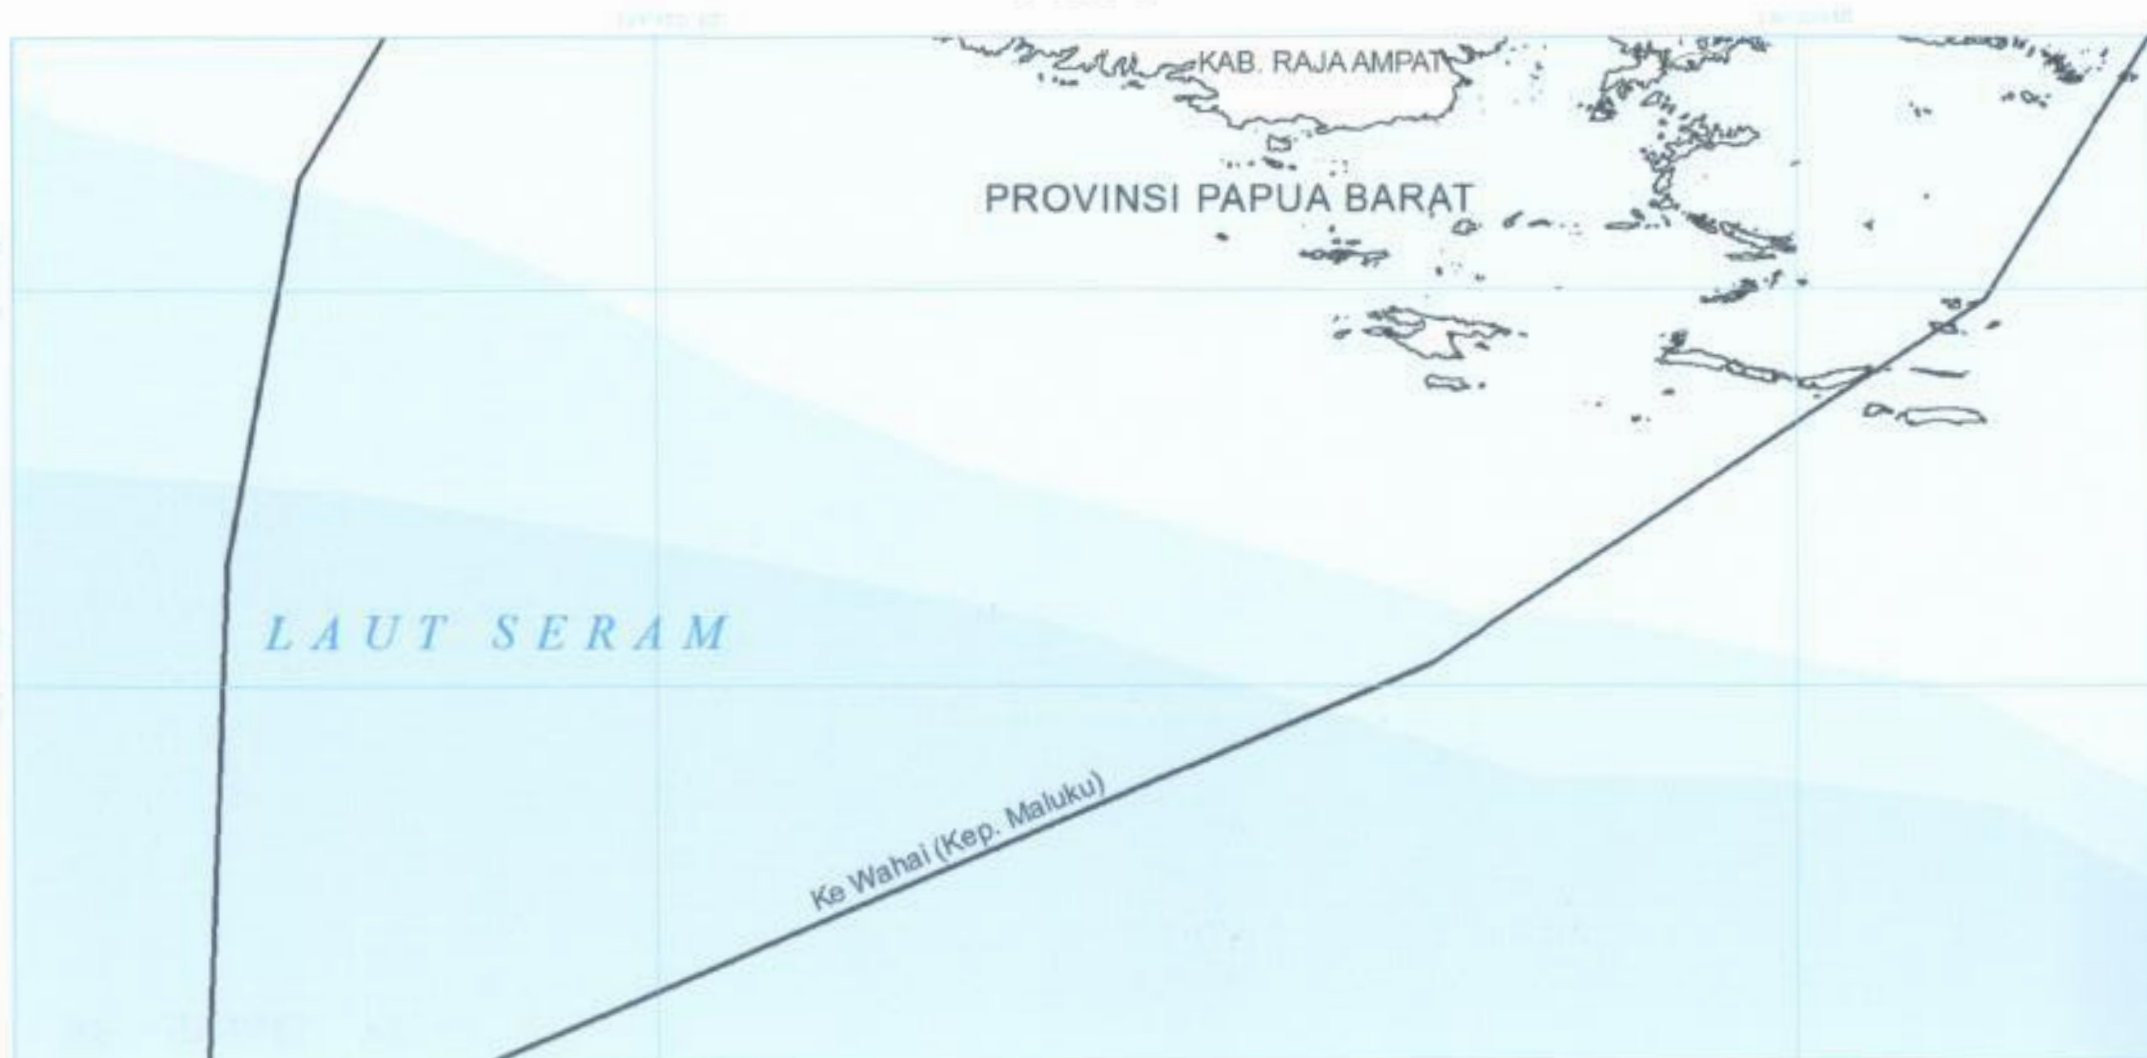 KAB. RAJA AMPAT
PROVINSI PAPUA BARAT
LAUT SERAM
Ke Wahai (Kep. Maluku)